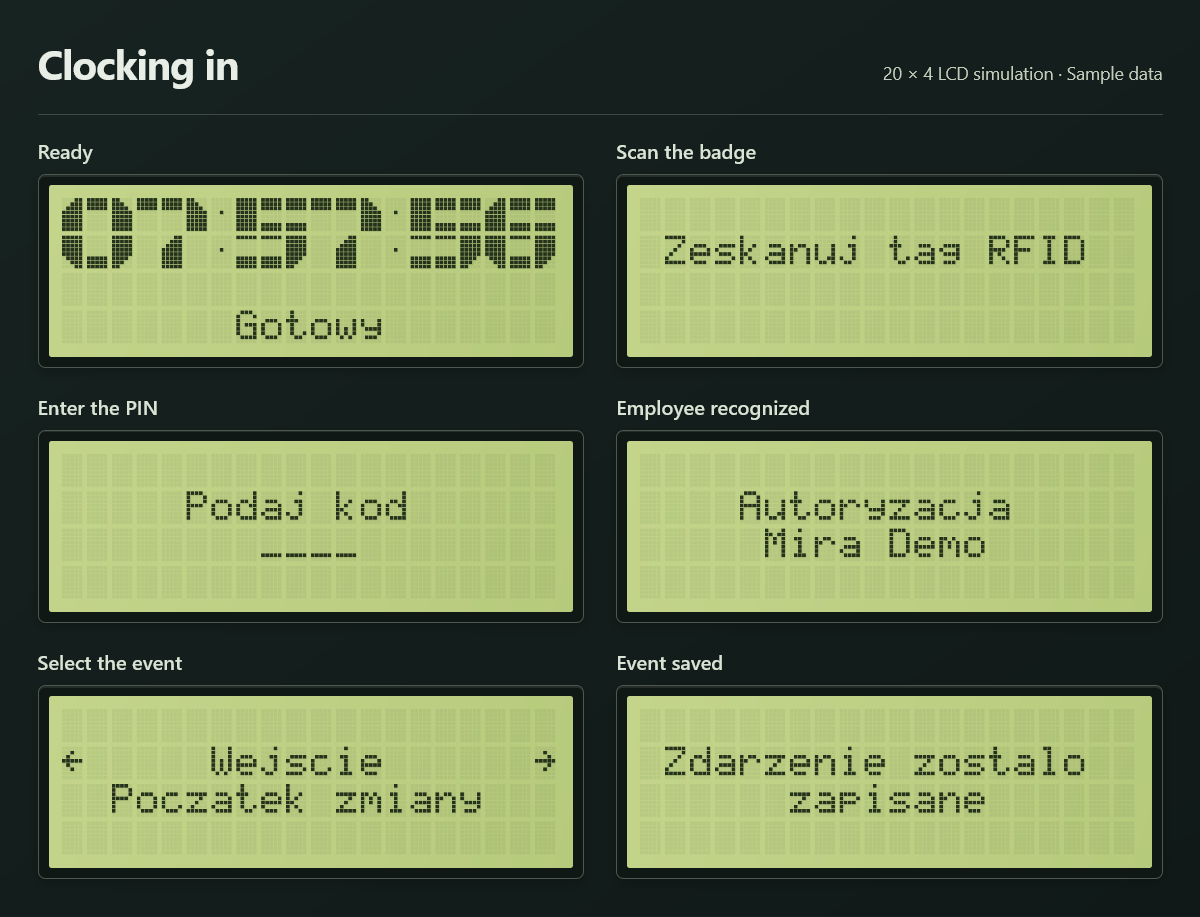 Clocking in
20 × 4 LCD simulation · Sample data
Ready
07:57:56
Gotowy
Scan the badge
Zeskanuj tag RFID
Enter the PIN
Podaj kod
____
Employee recognized
Autoryzacja
Mira Demo
Select the event
← Wejscie →
Poczatek zmiany
Event saved
Zdarzenie zostalo
zapisane